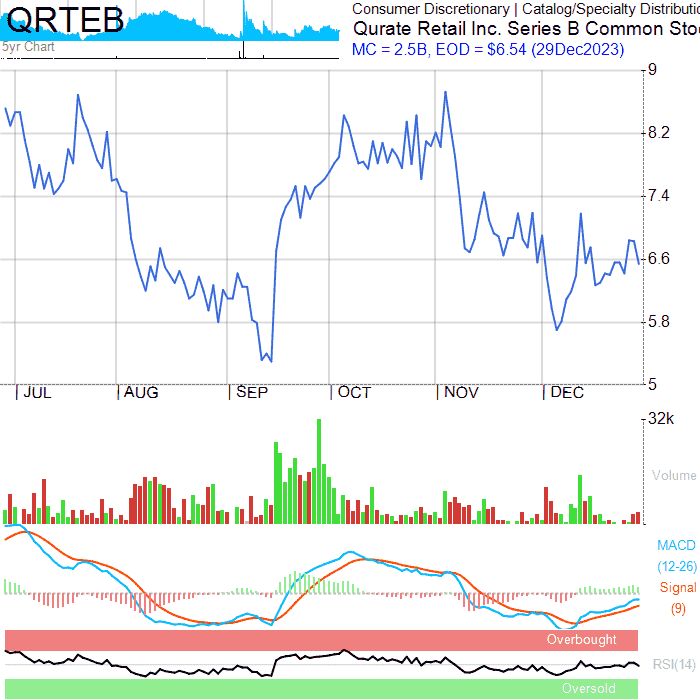 QRTEB
5yr Chart
Consumer Discretionary | Catalog/Specialty Distributio
Qurate Retail Inc. Series B Common Sto
MC = 2.5B, EOD = $6.54 (29Dec2023)
9
8.2
7.4
6.6
5.8
5
| JUL | AUG | SEP | OCT | NOV | DEC
32k
Volume
MACD
(12-26)
Signal
(9)
Overbought
RSI(14)
Oversold